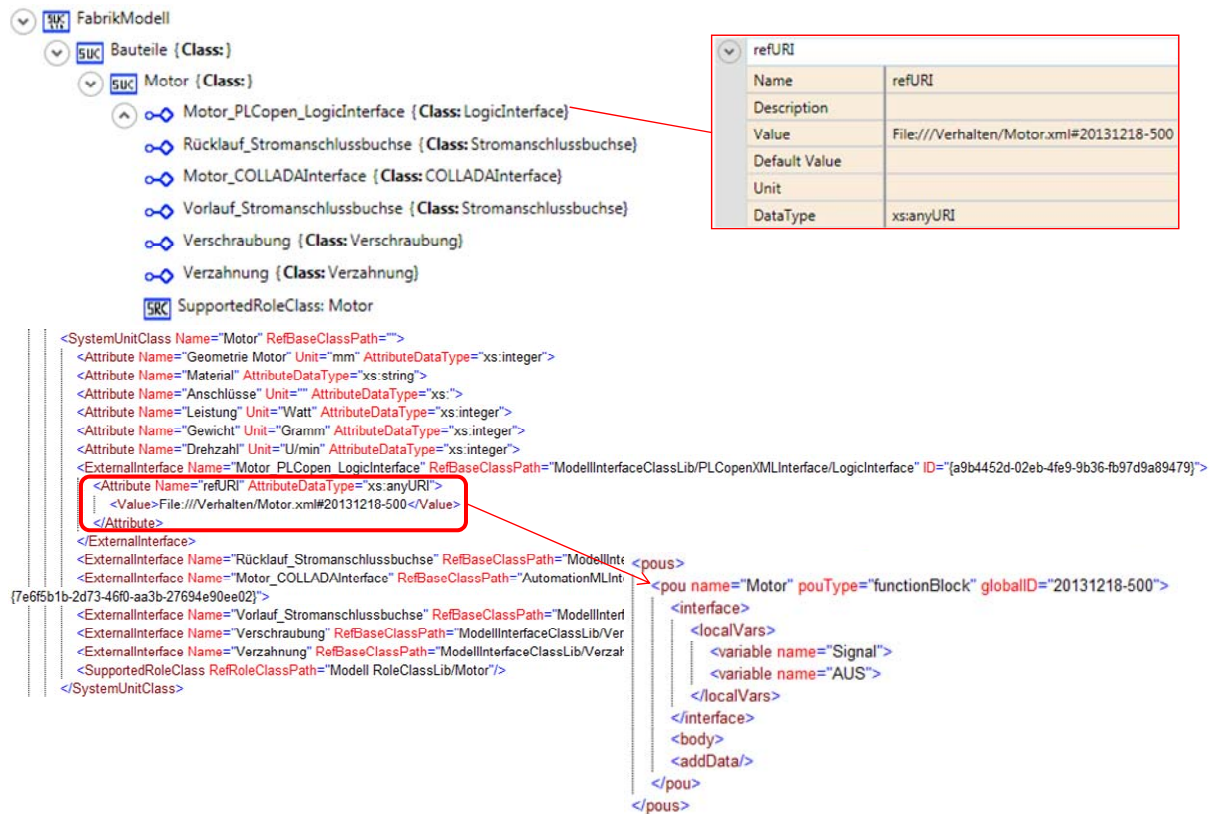 FabrikModell
Bauteile {Class: }
Motor {Class: }
Motor_PLCopen_LogicInterface {Class: LogicInterface}
Rücklauf_Stromanschlussbuchse {Class: Stromanschlussbuchse}
Motor_COLLADAInterface {Class: COLLADAInterface}
Vorlauf_Stromanschlussbuchse {Class: Stromanschlussbuchse}
Verschraubung {Class: Verschraubung}
Verzahnung {Class: Verzahnung}
SRC SupportedRoleClass: Motor
refURI
Name refURI
Description
Value File:///Verhalten/Motor.xml#20131218-500
Default Value
Unit
DataType xs:anyURI
<SystemUnitClass Name="Motor" RefBaseClassPath="">
<Attribute Name="Geometrie Motor" Unit="mm" AttributeDataType="xs:integer">
<Attribute Name="Material" AttributeDataType="xs:string">
<Attribute Name="Anschlüsse" Unit="" AttributeDataType="xs:">
<Attribute Name="Leistung" Unit="Watt" AttributeDataType="xs:integer">
<Attribute Name="Gewicht" Unit="Gramm" AttributeDataType="xs:integer">
<Attribute Name="Drehzahl" Unit="U/min" AttributeDataType="xs:integer">
<ExternalInterface Name="Motor_PLCopen_LogicInterface" RefBaseClassPath="ModellInterfaceClassLib/PLCopenXMLInterface/LogicInterface" ID="{a9b4452d-02eb-4fe9-9b36-fb97d9a89479}">
<Attribute Name="refURI" AttributeDataType="xs:anyURI">
<Value>File:///Verhalten/Motor.xml#20131218-500</Value>
</Attribute>
</ExternalInterface>
<ExternalInterface Name="Rücklauf_Stromanschlussbuchse" RefBaseClassPath="ModellInte
<ExternalInterface Name="Motor_COLLADAInterface" RefBaseClassPath="AutomationMLInt
{7e6f5b1b-2d73-46f0-aa3b-27694e90ee02}">
<ExternalInterface Name="Vorlauf_Stromanschlussbuchse" RefBaseClassPath="ModellInterf
<ExternalInterface Name="Verschraubung" RefBaseClassPath="ModellInterfaceClassLib/Ver
<ExternalInterface Name="Verzahnung" RefBaseClassPath="ModellInterfaceClassLib/Verzah
<SupportedRoleClass RefRoleClassPath="Modell RoleClassLib/Motor"/>
</SystemUnitClass>
<pous>
<pou name="Motor" pouType="functionBlock" globalID="20131218-500">
<interface>
<localVars>
<variable name="Signal">
<variable name="AUS">
</localVars>
</interface>
<body>
<addData/>
</pou>
</pous>